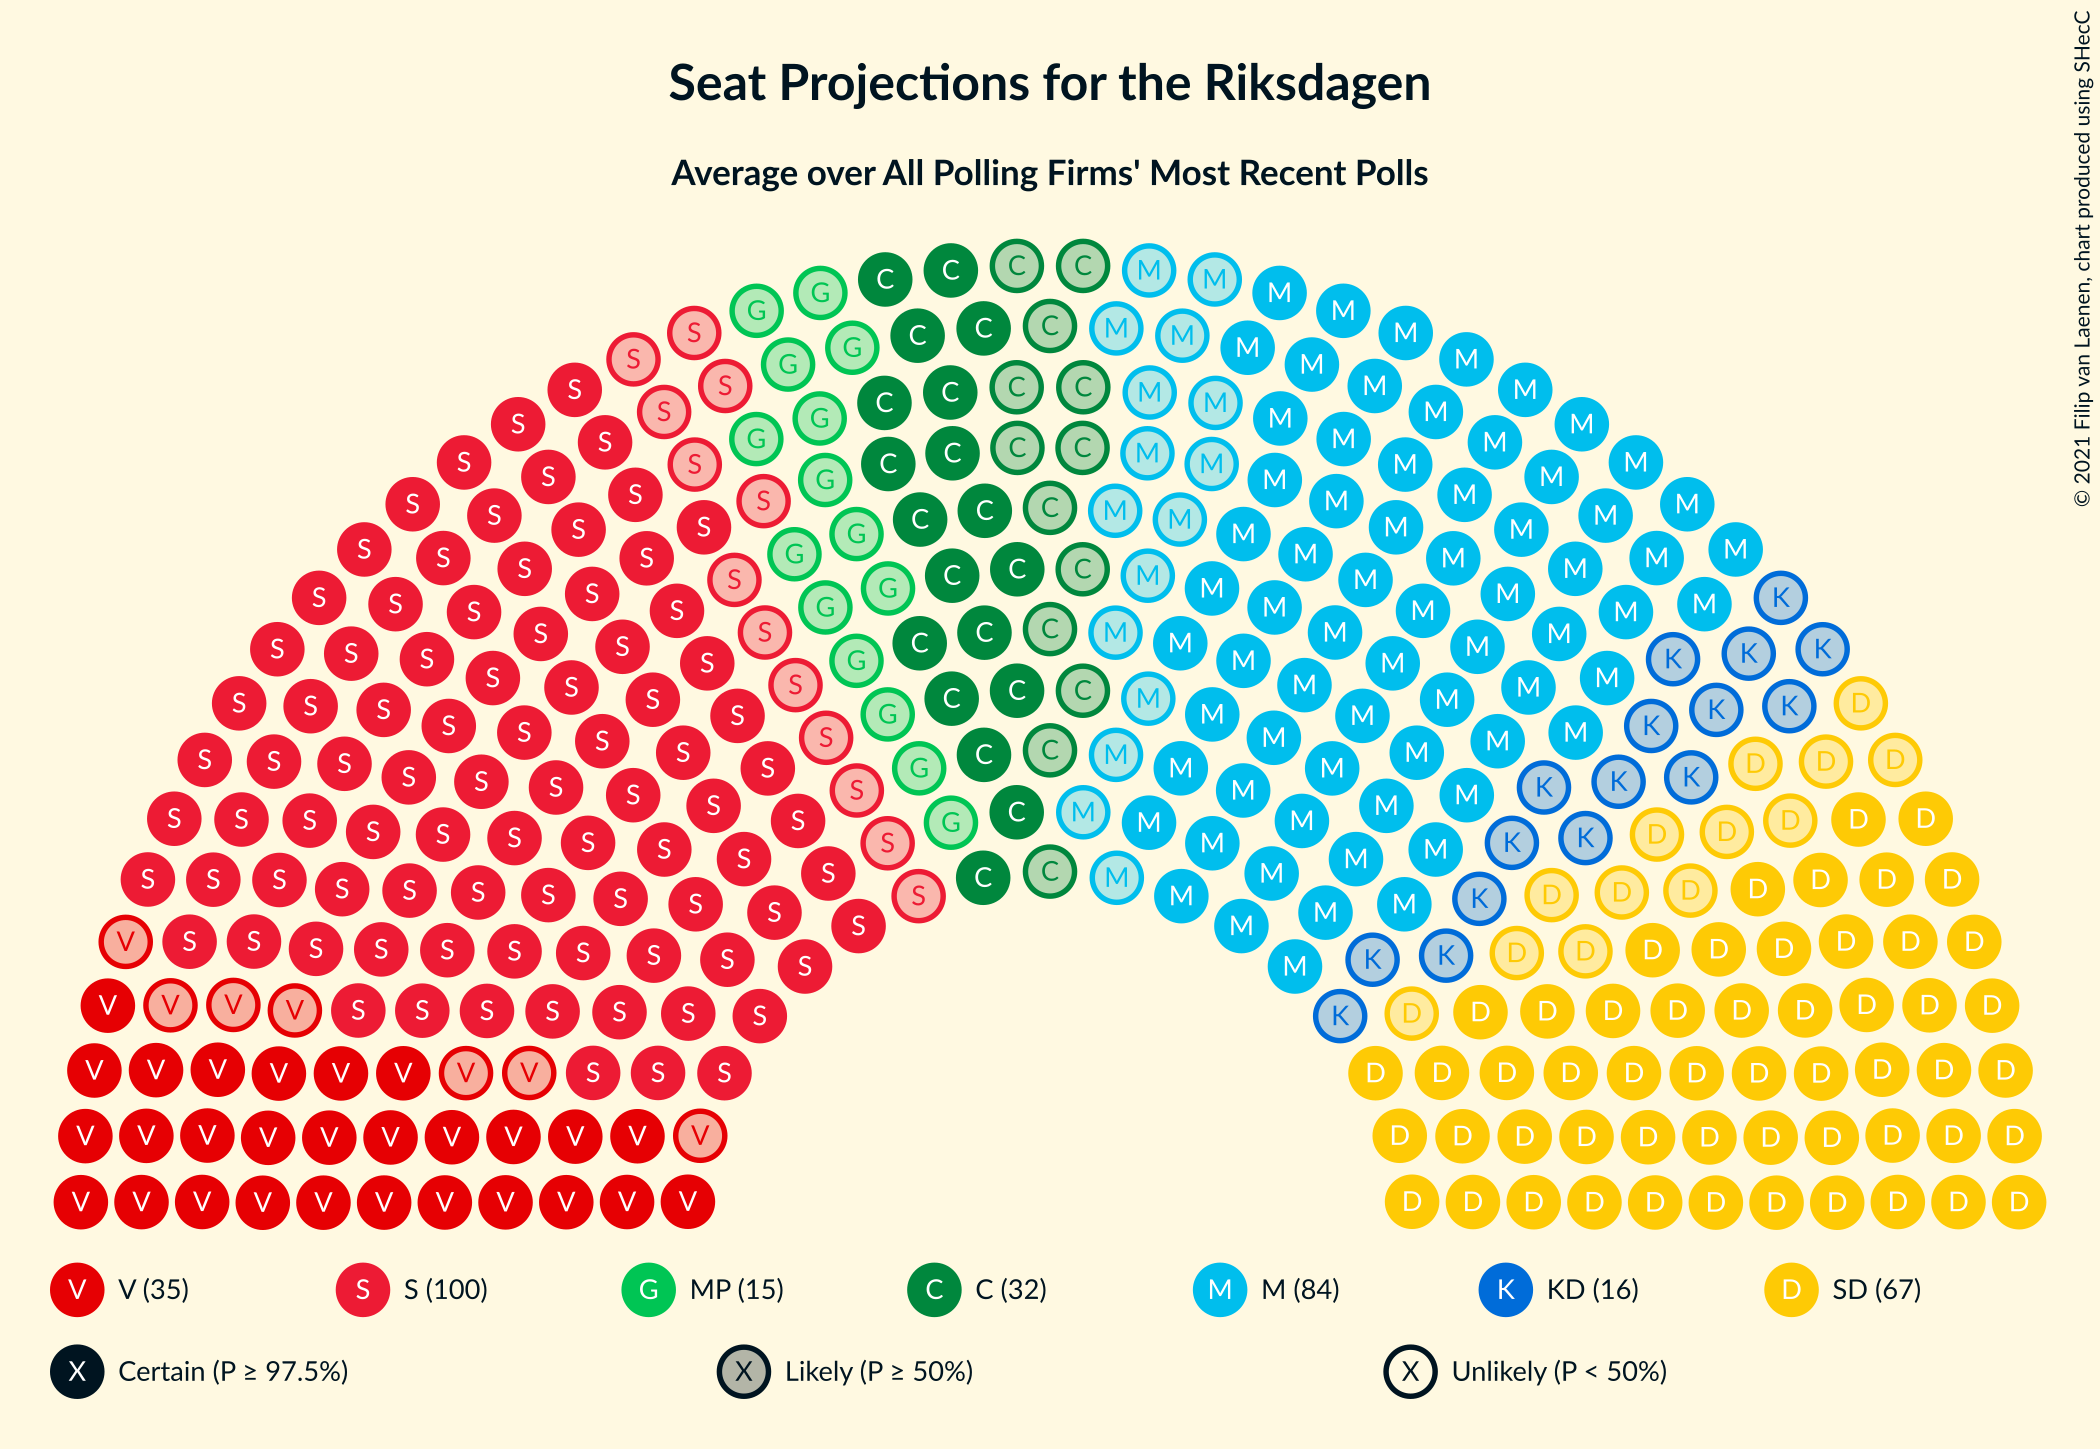 Seat Projections for the Riksdagen
Average over All Polling Firms' Most Recent Polls
© 2021 Filip van Laenen, chart produced using SHecC
V V (35) S S (100) G MP (15) C C (32) M M (84) K KD (16) D SD (67)
X Certain (P ≥ 97.5%) X Likely (P ≥ 50%) X Unlikely (P < 50%)